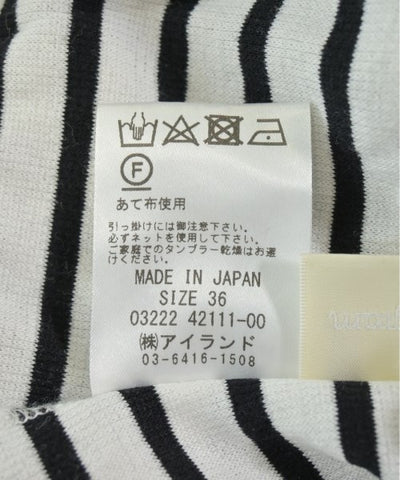 F
あて布使用
引っ掛けには御注意下さい。
必ずネットを使用して下さい。
ご家庭でのタンブラー乾燥はお避
けください。
MADE IN JAPAN
SIZE 36
03222 42111-00
㈱アイランド
03-6416-1508